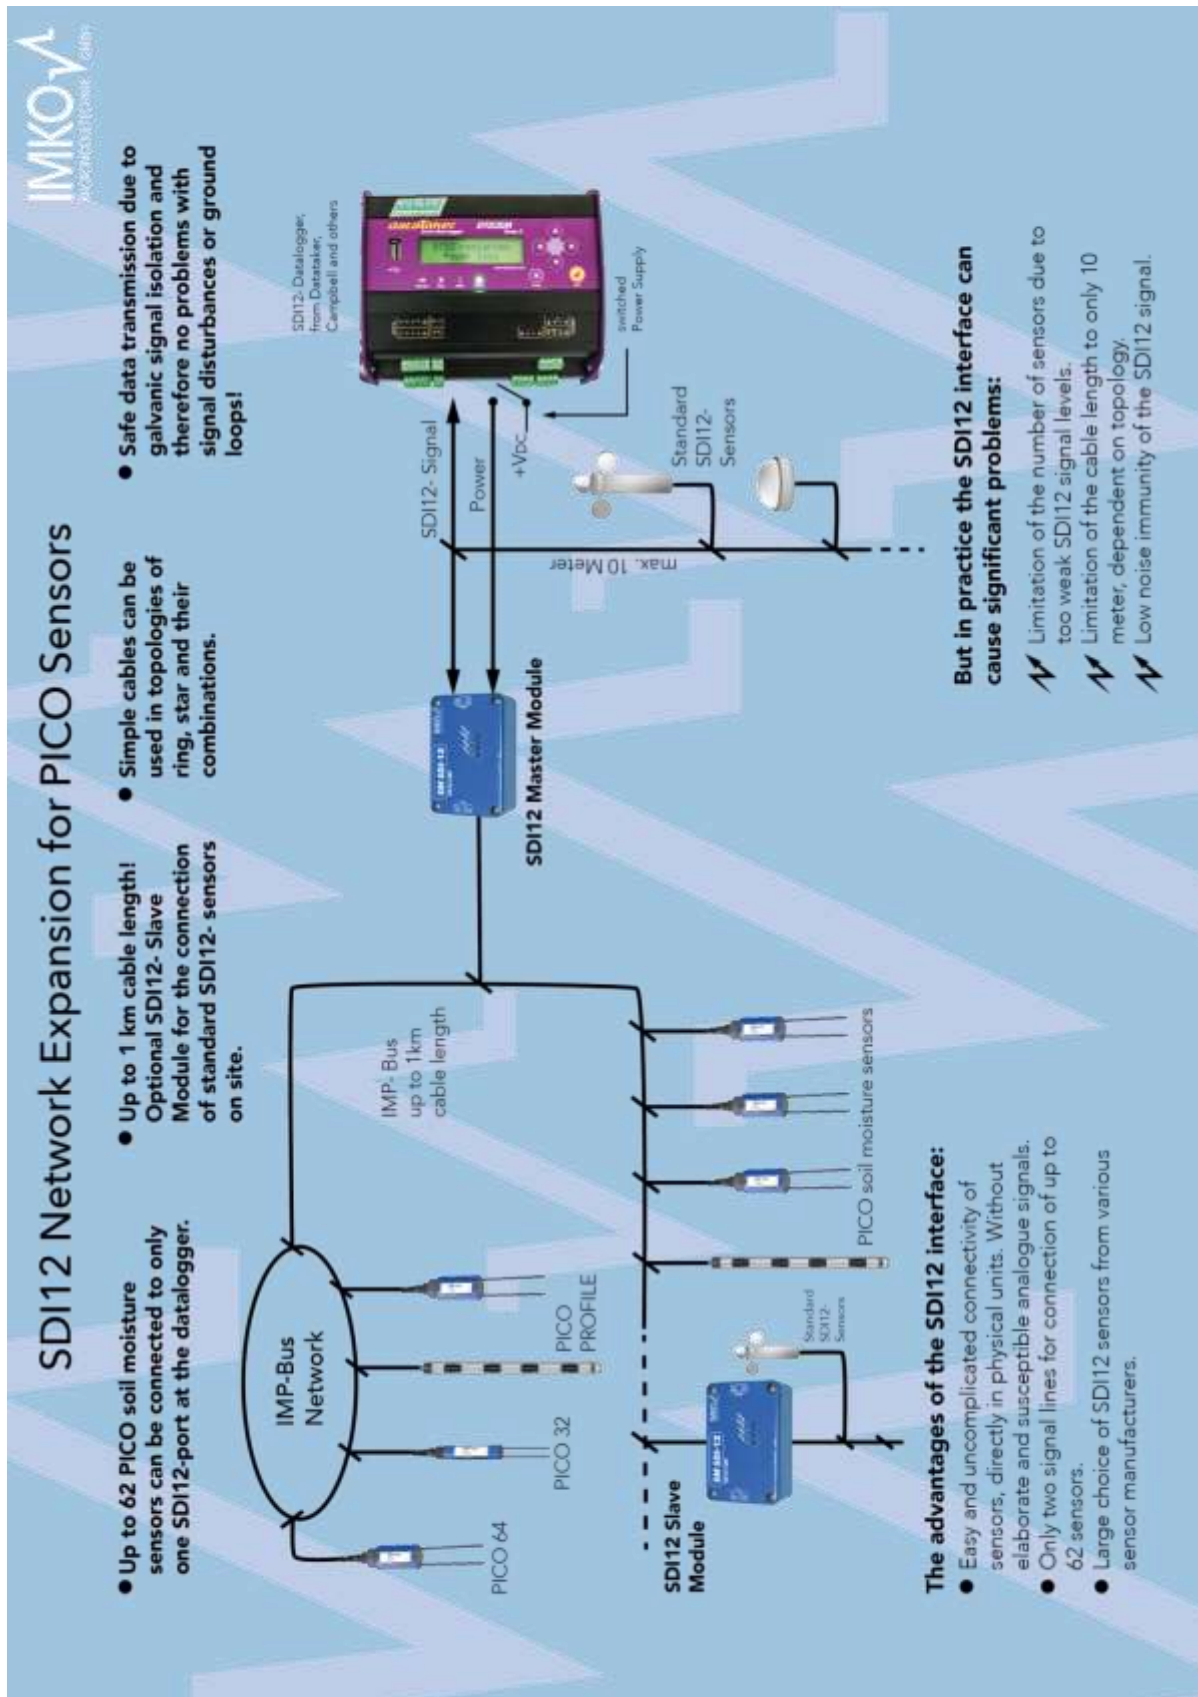 IMKO
MICROMODULTECHNIK
GMBH
SDI12 Network Expansion for PICO Sensors
● Up to 62 PICO soil moisture
sensors can be connected to only
one SDI12-port at the datalogger.
● Up to 1 km cable length!
Optional SDI12- Slave
Module for the connection
of standard SDI12- sensors
on site.
● Simple cables can be
used in topologies of
ring, star and their
combinations.
● Safe data transmission due to
galvanic signal isolation and
therefore no problems with
signal disturbances or ground
loops!
IMP-Bus
Network
PICO 64
PICO 32
PICO
PROFILE
IMP- Bus
up to 1km
cable length
SM SDI-12
SDI12 Master Module
SDI12- Signal
Power
+VDC
SDI12- Datalogger,
from Datataker,
Campbell and others
dataTaker
switched
Power Supply
max. 10 Meter
Standard
SDI12-
Sensors
SDI12 Slave
Module
SM SDI-12
Standard
SDI12-
Sensors
PICO soil moisture sensors
The advantages of the SDI12 interface:
● Easy and uncomplicated connectivity of
sensors, directly in physical units. Without
elaborate and susceptible analogue signals.
● Only two signal lines for connection of up to
62 sensors.
● Large choice of SDI12 sensors from various
sensor manufacturers.
But in practice the SDI12 interface can
cause significant problems:
Limitation of the number of sensors due to
too weak SDI12 signal levels.
Limitation of the cable length to only 10
meter, dependent on topology.
Low noise immunity of the SDI12 signal.